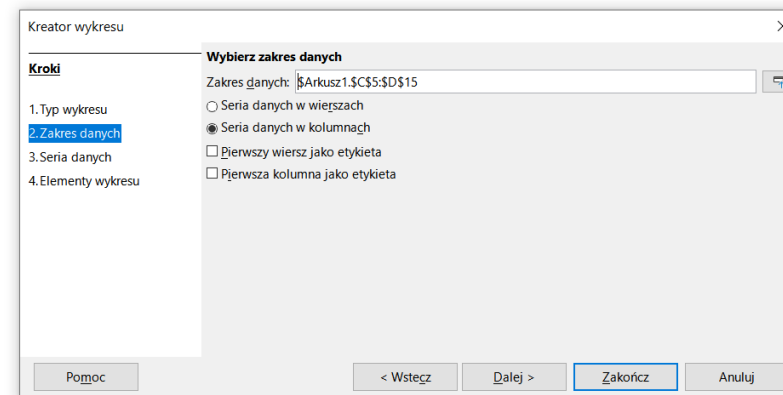 Kreator wykresu
Kroki
1.Typ wykresu
2.Zakres danych
3.Seria danych
4.Elementy wykresu
Wybierz zakres danych
Zakres danych: $Arkusz1.$C$5:$D$15
Seria danych w wierszach
Seria danych w kolumnach
Pierwszy wiersz jako etykieta
Pierwsza kolumna jako etykieta
Pomoc < Wstecz Dalej > Zakończ Anuluj